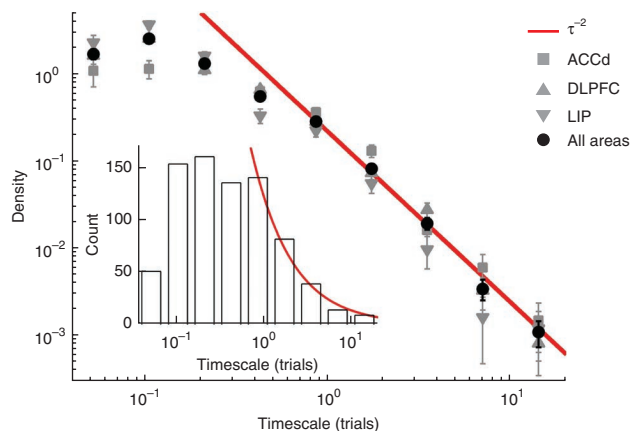 τ⁻²
ACCd
DLPFC
LIP
All areas
Density
10⁰
10⁻¹
10⁻²
10⁻³
10⁻¹
10⁰
10¹
Timescale (trials)
Count
150
100
50
0
10⁻¹
10⁰
10¹
Timescale (trials)